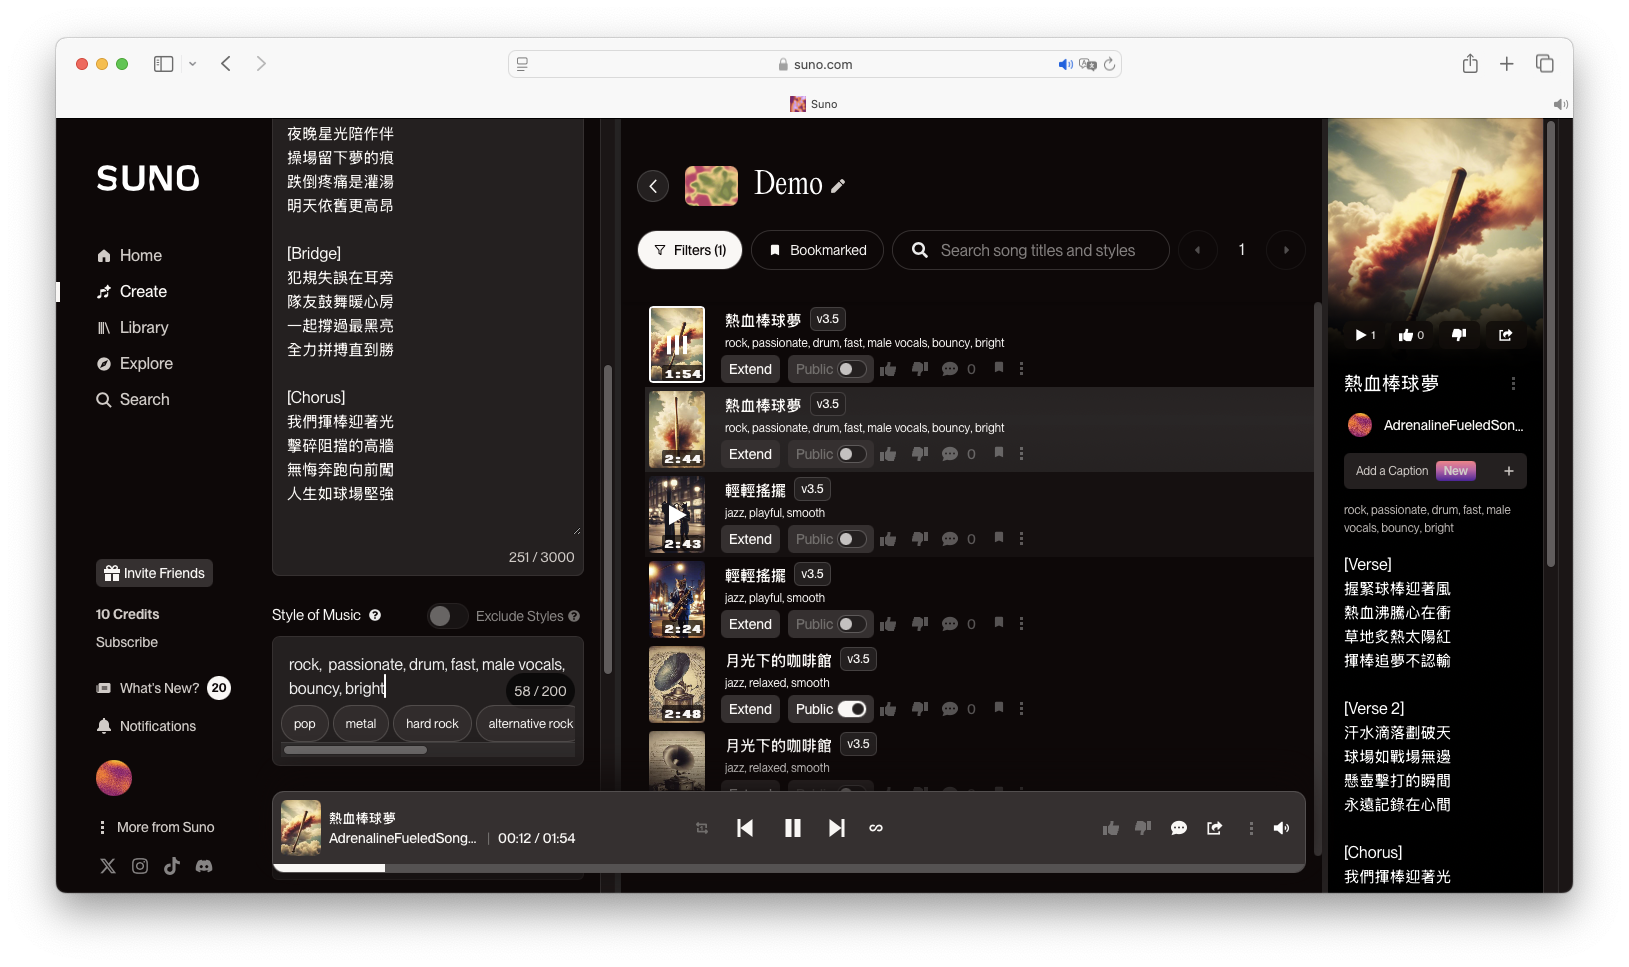 suno.com
Suno
SUNO
Home
Create
Library
Explore
Search
Invite Friends
10 Credits
Subscribe
What's New? 20
Notifications
More from Suno
夜晚星光陪作伴
操場留下夢的痕
跌倒疼痛是灌湯
明天依舊更高昂
[Bridge]
犯規失誤在耳旁
隊友鼓舞暖心房
一起撐過最黑亮
全力拼搏直到勝
[Chorus]
我們揮棒迎著光
擊碎阻擋的高牆
無悔奔跑向前闖
人生如球場堅強
251 / 3000
Style of Music
Exclude Styles
rock, passionate, drum, fast, male vocals,
bouncy, bright
58 / 200
pop
metal
hard rock
alternative rock
Demo
Filters (1)
Bookmarked
Search song titles and styles
1
熱血棒球夢 v3.5
rock, passionate, drum, fast, male vocals, bouncy, bright
1:54
Extend Public 0
熱血棒球夢 v3.5
rock, passionate, drum, fast, male vocals, bouncy, bright
2:44
Extend Public 0
輕輕搖擺 v3.5
jazz, playful, smooth
2:43
Extend Public 0
輕輕搖擺 v3.5
jazz, playful, smooth
2:24
Extend Public 0
月光下的咖啡館 v3.5
jazz, relaxed, smooth
2:48
Extend Public 0
月光下的咖啡館 v3.5
jazz, relaxed, smooth
熱血棒球夢
AdrenalineFueledSong... 00:12 / 01:54
1 0
熱血棒球夢
AdrenalineFueledSon...
Add a Caption New +
rock, passionate, drum, fast, male
vocals, bouncy, bright
[Verse]
握緊球棒迎著風
熱血沸騰心在衝
草地炙熱太陽紅
揮棒追夢不認輸
[Verse 2]
汗水滴落劃破天
球場如戰場無邊
懸壺擊打的瞬間
永遠記錄在心間
[Chorus]
我們揮棒迎著光